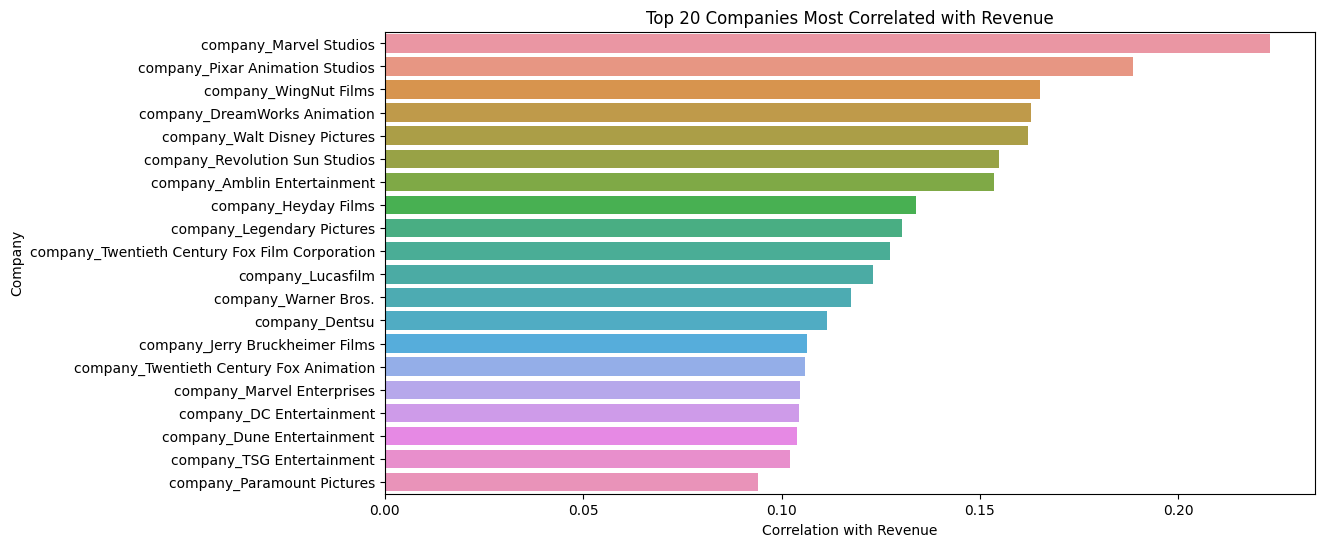 Top 20 Companies Most Correlated with Revenue
company_Marvel Studios
company_Pixar Animation Studios
company_WingNut Films
company_DreamWorks Animation
company_Walt Disney Pictures
company_Revolution Sun Studios
company_Amblin Entertainment
company_Heyday Films
company_Legendary Pictures
company_Twentieth Century Fox Film Corporation
company_Lucasfilm
company_Warner Bros.
company_Dentsu
company_Jerry Bruckheimer Films
company_Twentieth Century Fox Animation
company_Marvel Enterprises
company_DC Entertainment
company_Dune Entertainment
company_TSG Entertainment
company_Paramount Pictures
Company
0.00 0.05 0.10 0.15 0.20
Correlation with Revenue